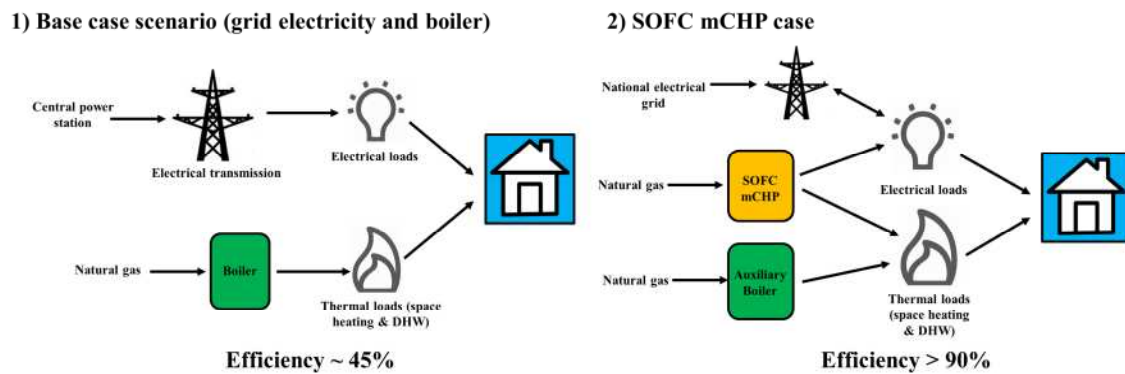 1) Base case scenario (grid electricity and boiler)
Central power
station
Electrical transmission
Electrical loads
Natural gas
Boiler
Thermal loads (space
heating & DHW)
Efficiency ~ 45%
2) SOFC mCHP case
National electrical
grid
Natural gas
SOFC
mCHP
Electrical loads
Natural gas
Auxiliary
Boiler
Thermal loads
(space heating
& DHW)
Efficiency > 90%